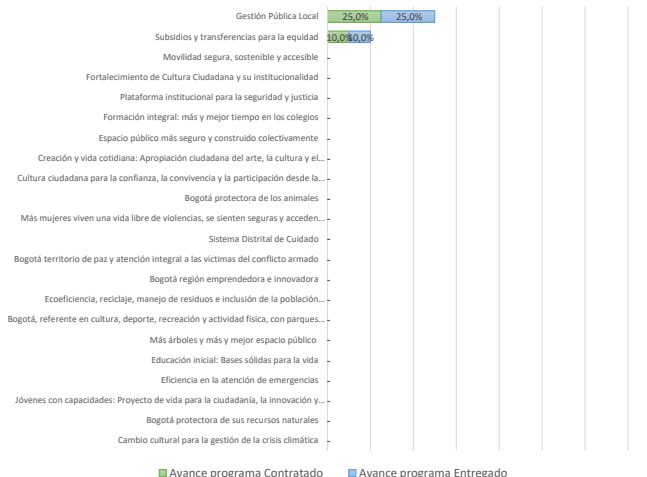 Gestión Pública Local 25,0% 25,0%
Subsidios y transferencias para la equidad 10,0% 10,0%
Movilidad segura, sostenible y accesible -
Fortalecimiento de Cultura Ciudadana y su institucionalidad -
Plataforma institucional para la seguridad y justicia -
Formación integral: más y mejor tiempo en los colegios -
Espacio público más seguro y construido colectivamente -
Creación y vida cotidiana: Apropiación ciudadana del arte, la cultura y el... -
Cultura ciudadana para la confianza, la convivencia y la participación desde la... -
Bogotá protectora de los animales -
Más mujeres viven una vida libre de violencias, se sienten seguras y acceden... -
Sistema Distrital de Cuidado -
Bogotá territorio de paz y atención integral a las víctimas del conflicto armado -
Bogotá región emprendedora e innovadora -
Ecoeficiencia, reciclaje, manejo de residuos e inclusión de la población... -
Bogotá, referente en cultura, deporte, recreación y actividad física, con parques... -
Más árboles y más y mejor espacio público -
Educación inicial: Bases sólidas para la vida -
Eficiencia en la atención de emergencias -
Jóvenes con capacidades: Proyecto de vida para la ciudadanía, la innovación y... -
Bogotá protectora de sus recursos naturales -
Cambio cultural para la gestión de la crisis climática -
Avance programa Contratado Avance programa Entregado